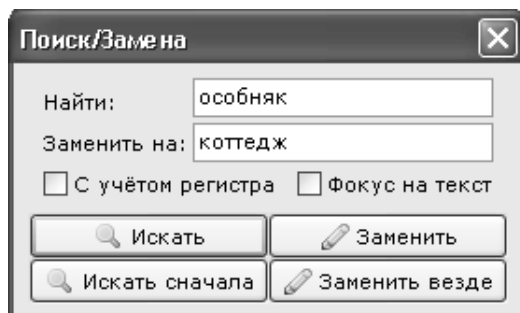 Поиск/Замена
Найти: особняк
Заменить на: коттедж
С учётом регистра Фокус на текст
Искать Заменить
Искать сначала Заменить везде